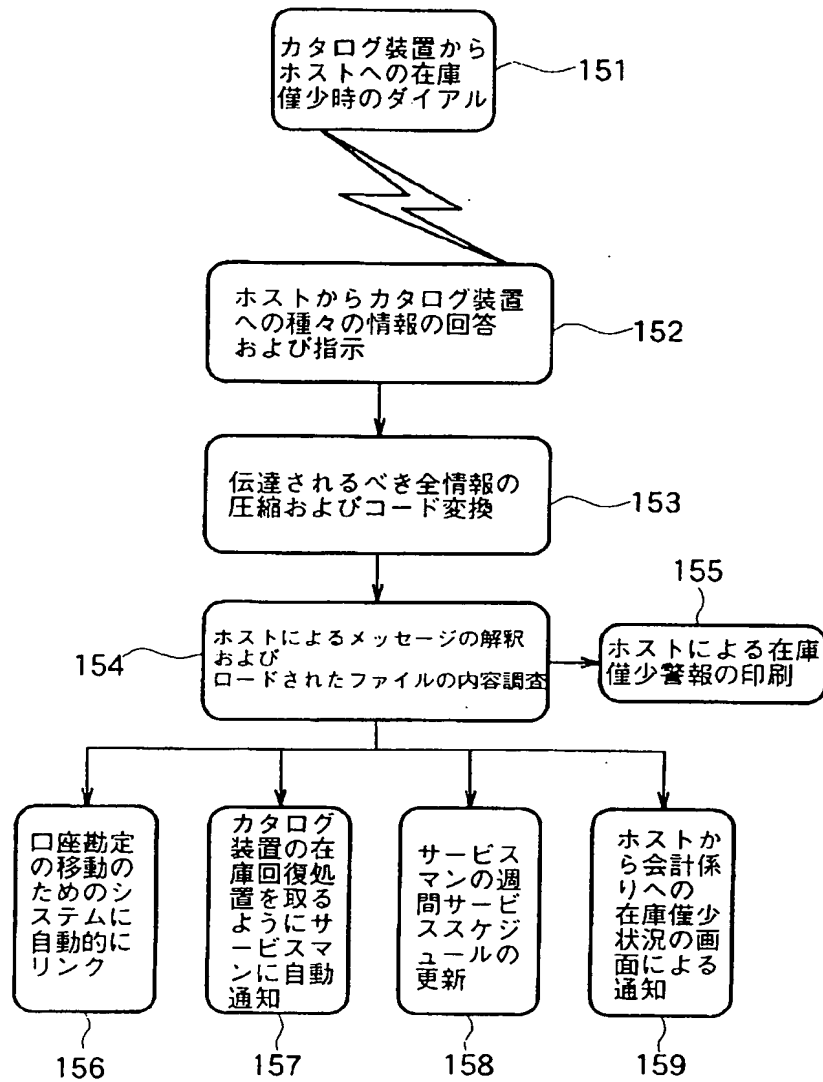 カタログ装置から
ホストへの在庫
僅少時のダイアル
151
ホストからカタログ装置
への種々の情報の回答
および指示
152
伝達されるべき全情報の
圧縮およびコード変換
153
155
ホストによるメッセージの解釈
および
ロードされたファイルの内容調査
154
ホストによる在庫
僅少警報の印刷
口座勘定
の移動の
ためのシ
ステムに
自動的に
リンク
カタログ
装置の在
庫回復処
置を取る
ようにサ
ービスマ
ンに自動
通知
サービス
マンの週
間サービ
ススケジ
ュールの
更新
ホストか
ら会計係
りへの
在庫僅少
状況の画
面による
通知
156
157
158
159